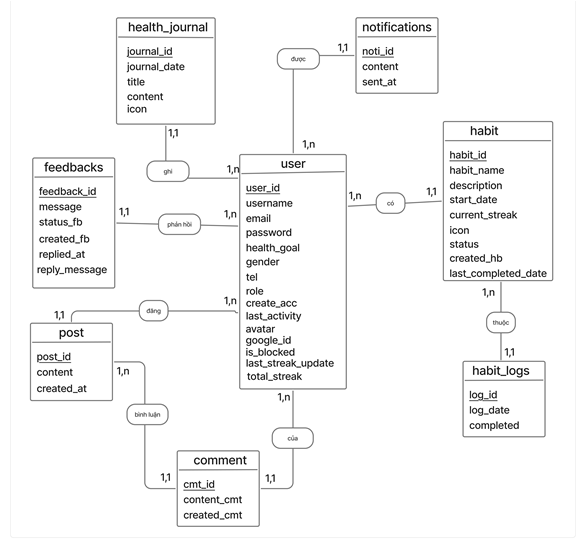 health_journal
journal_id
journal_date
title
content
icon
1,1
ghi
1,n
notifications
noti_id
content
sent_at
1,1
được
1,n
feedbacks
feedback_id
message
status_fb
created_fb
replied_at
reply_message
1,1
phản hồi
1,n
user
user_id
username
email
password
health_goal
gender
tel
role
create_acc
last_activity
avatar
google_id
is_blocked
last_streak_update
total_streak
1,n
có
1,1
habit
habit_id
habit_name
description
start_date
current_streak
icon
status
created_hb
last_completed_date
1,n
thuộc
1,1
habit_logs
log_id
log_date
completed
1,1
đăng
1,n
post
post_id
content
created_at
1,n
bình luận
1,1
comment
cmt_id
content_cmt
created_cmt
1,1
của
1,n